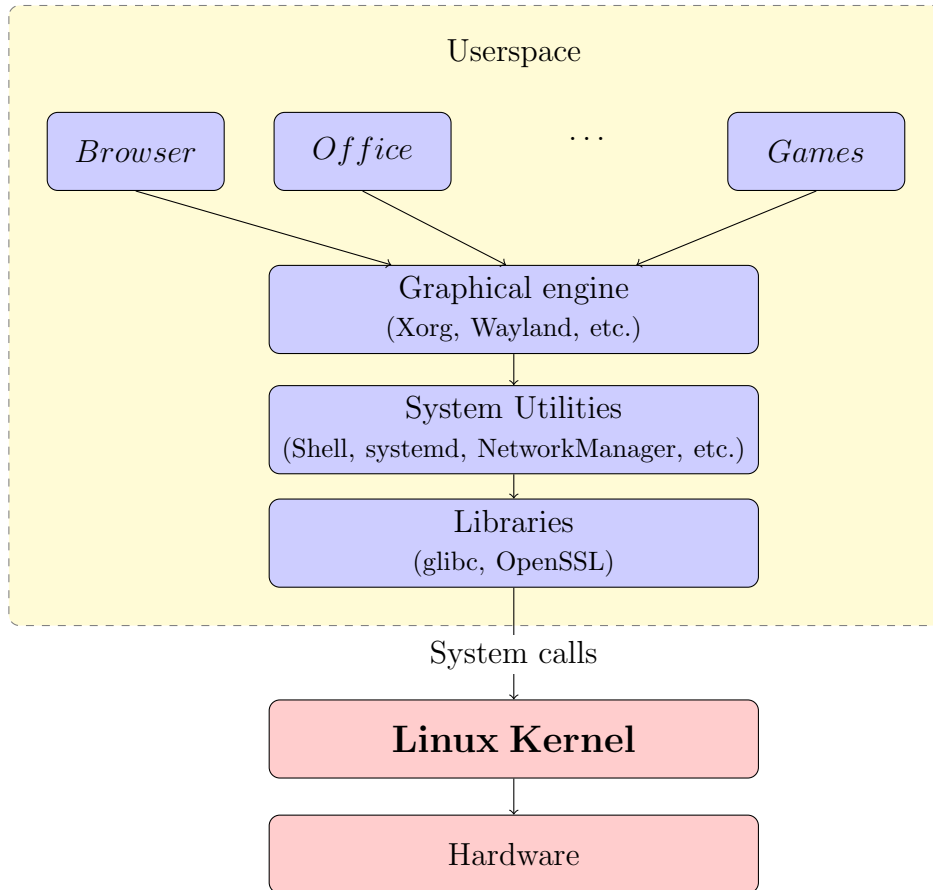 Userspace
Browser
Office
...
Games
Graphical engine
(Xorg, Wayland, etc.)
System Utilities
(Shell, systemd, NetworkManager, etc.)
Libraries
(glibc, OpenSSL)
System calls
Linux Kernel
Hardware